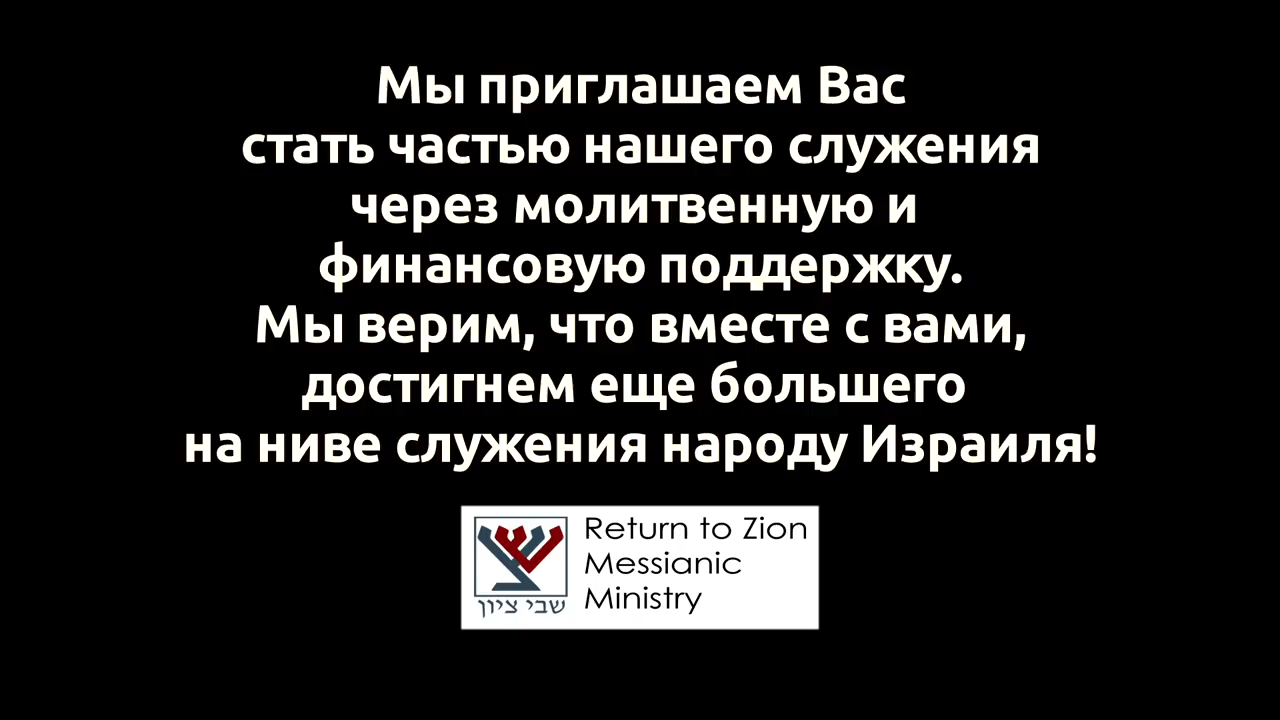 Мы приглашаем Вас
стать частью нашего служения
через молитвенную и
финансовую поддержку.
Мы верим, что вместе с вами,
достигнем еще большего
на ниве служения народу Израиля!
Return to Zion
Messianic
Ministry
שבי ציון